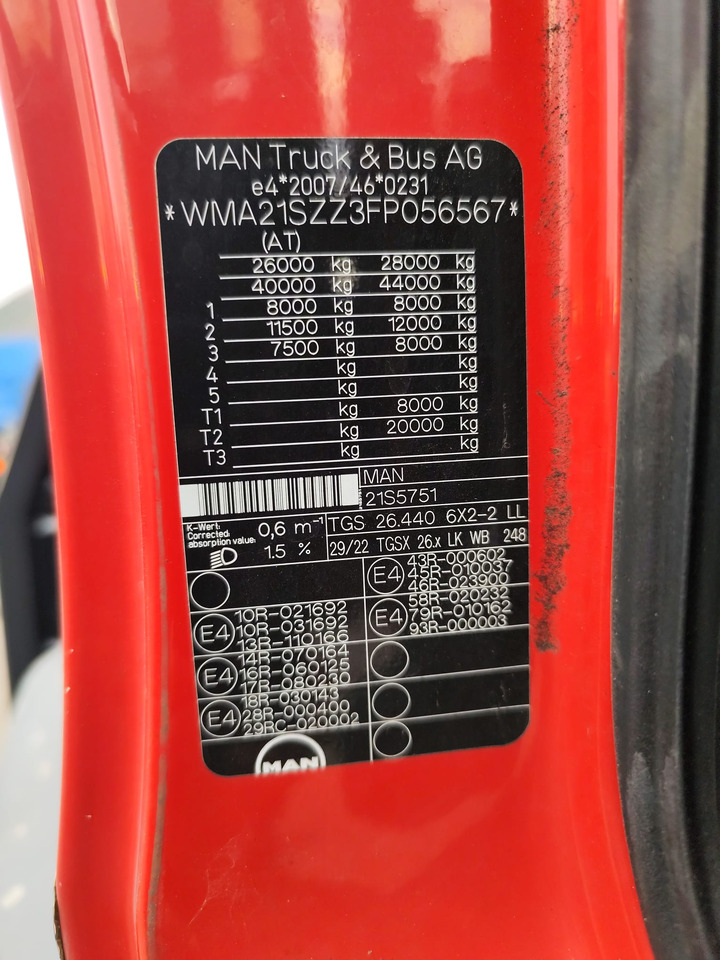 MAN Truck & Bus AG
e4*2007/46*0231
*WMA21SZZ3FP056567*
(AT)
26000 kg 28000 kg
40000 kg 44000 kg
1 8000 kg 8000 kg
2 11500 kg 12000 kg
3 7500 kg 8000 kg
4 kg kg
5 kg kg
T1 kg 8000 kg
T2 kg 20000 kg
T3 kg kg
MAN
21S5751
K-Wert:
Corrected
absorption value:
0,6 m⁻¹
1.5 %
TGS 26.440 6X2-2 LL
29/22 TGSX 26.x LK WB 248
E4
10R-021692
10R-031692
13R-110166
E4
14R-070164
16R-060125
17R-080230
E4
18R-030143
28R-000400
29RC-020002
E4
43R-000602
45R-010037
46R-023900
E4
58R-020232
79R-010162
93R-000003
MAN